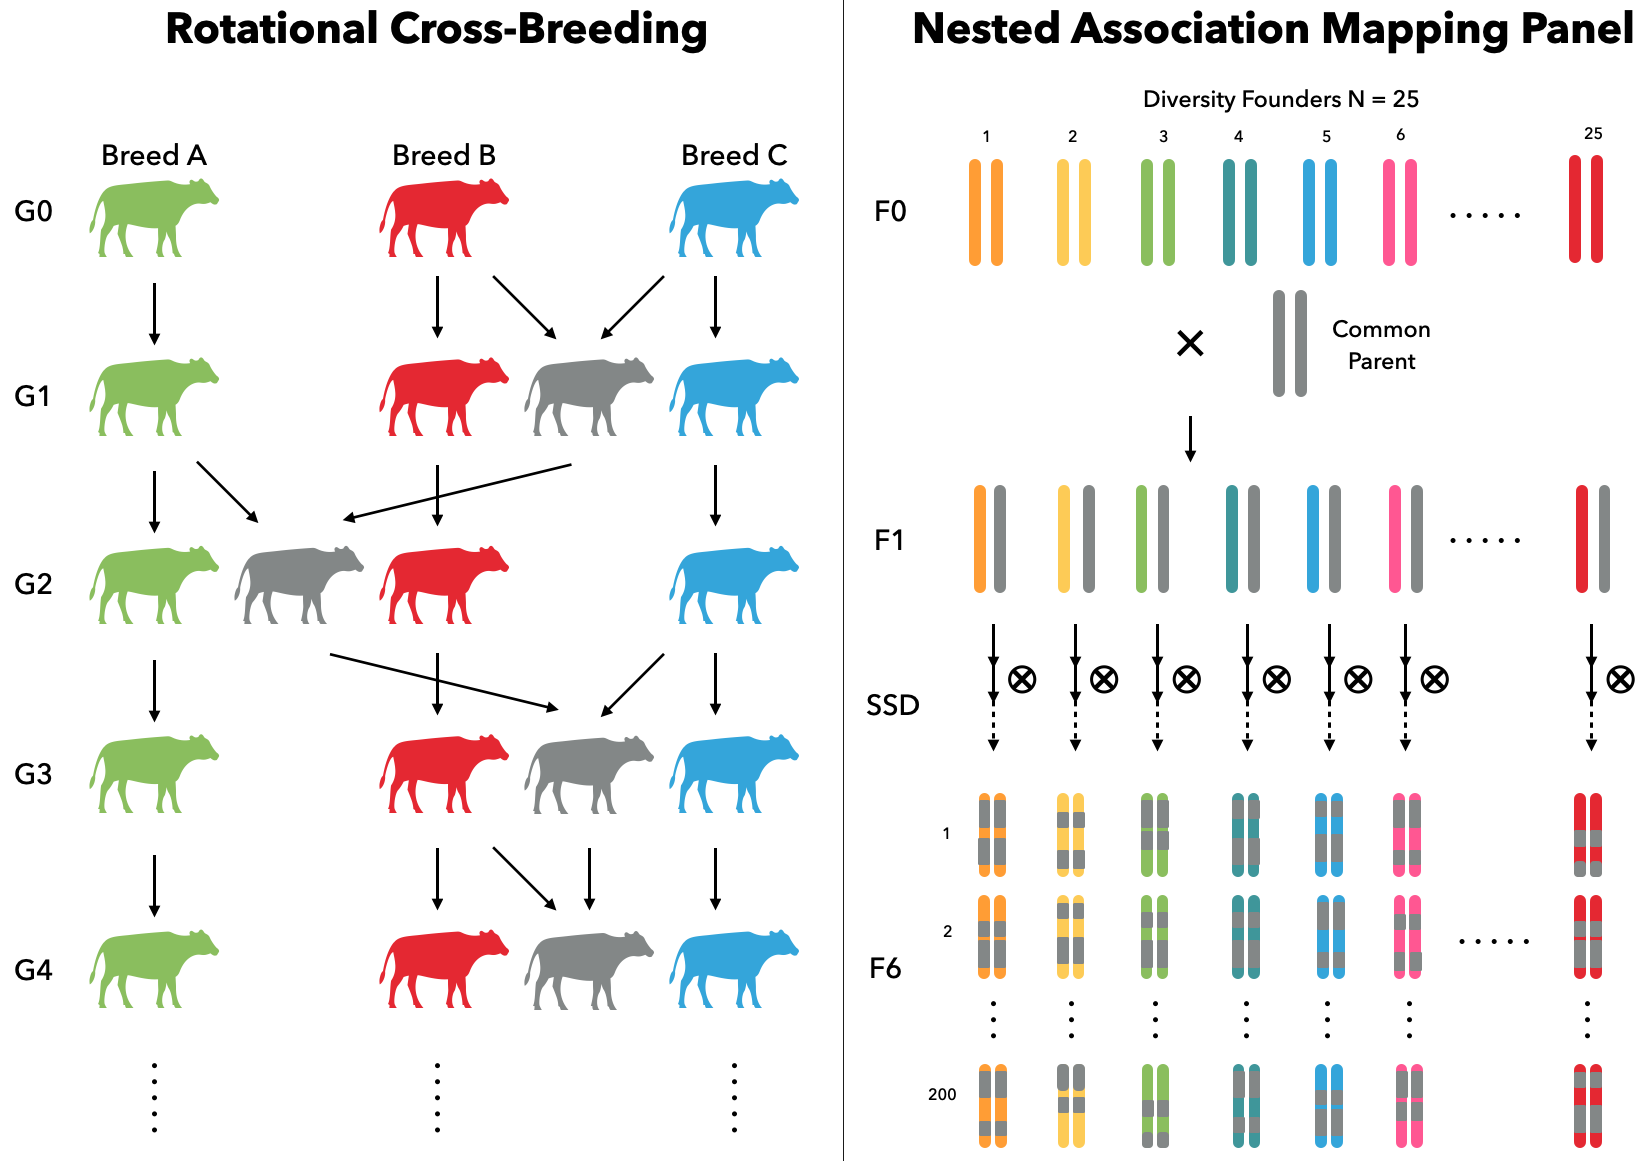 Rotational Cross-Breeding
Breed A
Breed B
Breed C
G0
G1
G2
G3
G4
Nested Association Mapping Panel
Diversity Founders N = 25
1
2
3
4
5
6
25
F0
.....
×
Common
Parent
F1
.....
SSD
1
2
F6
.....
200